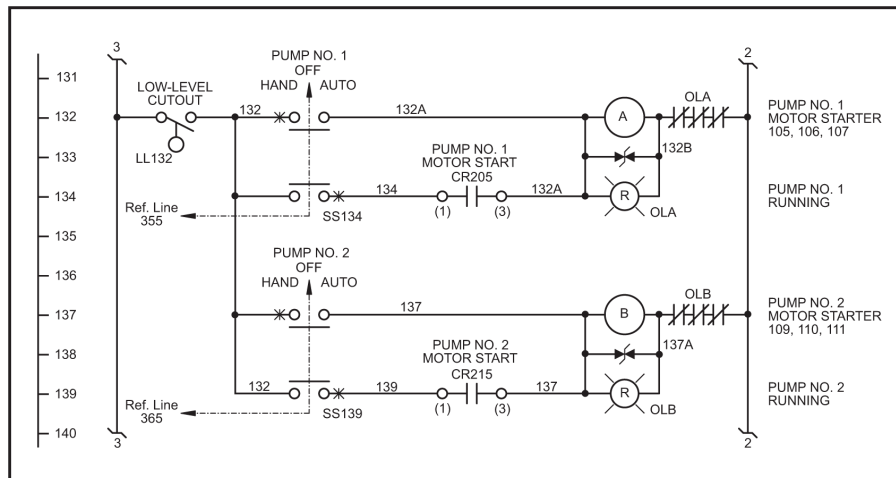 3
2
131
132
133
134
135
136
137
138
139
140
LOW-LEVEL
CUTOUT
LL132
PUMP NO. 1
OFF
HAND AUTO
132
132A
A
OLA
PUMP NO. 1
MOTOR STARTER
105, 106, 107
132B
PUMP NO. 1
MOTOR START
CR205
134
(1)
(3)
132A
R
OLA
PUMP NO. 1
RUNNING
SS134
Ref. Line
355
PUMP NO. 2
OFF
HAND AUTO
137
B
OLB
PUMP NO. 2
MOTOR STARTER
109, 110, 111
137A
PUMP NO. 2
MOTOR START
CR215
132
139
(1)
(3)
137
R
OLB
PUMP NO. 2
RUNNING
SS139
Ref. Line
365
3
2